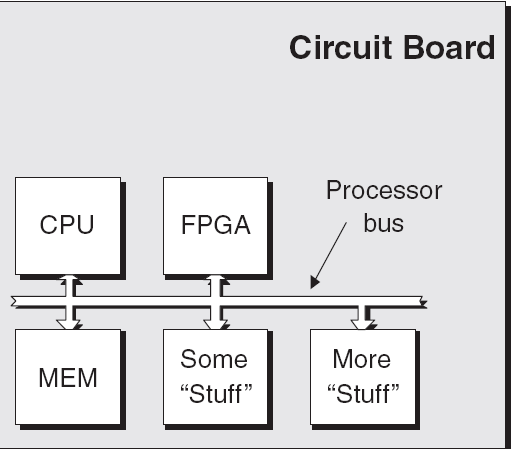 Circuit Board
CPU
FPGA
Processor
bus
MEM
Some
“Stuff”
More
“Stuff”